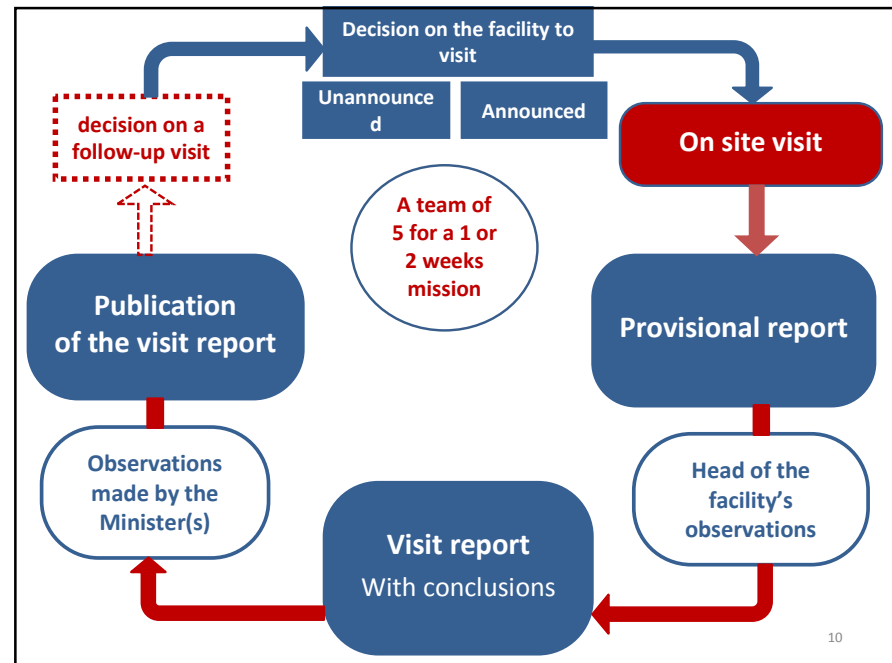 Decision on the facility to
visit
Unannounce
d
Announced
On site visit
decision on a
follow-up visit
A team of
5 for a 1 or
2 weeks
mission
Publication
of the visit report
Provisional report
Observations
made by the
Minister(s)
Head of the
facility’s
observations
Visit report
With conclusions
10